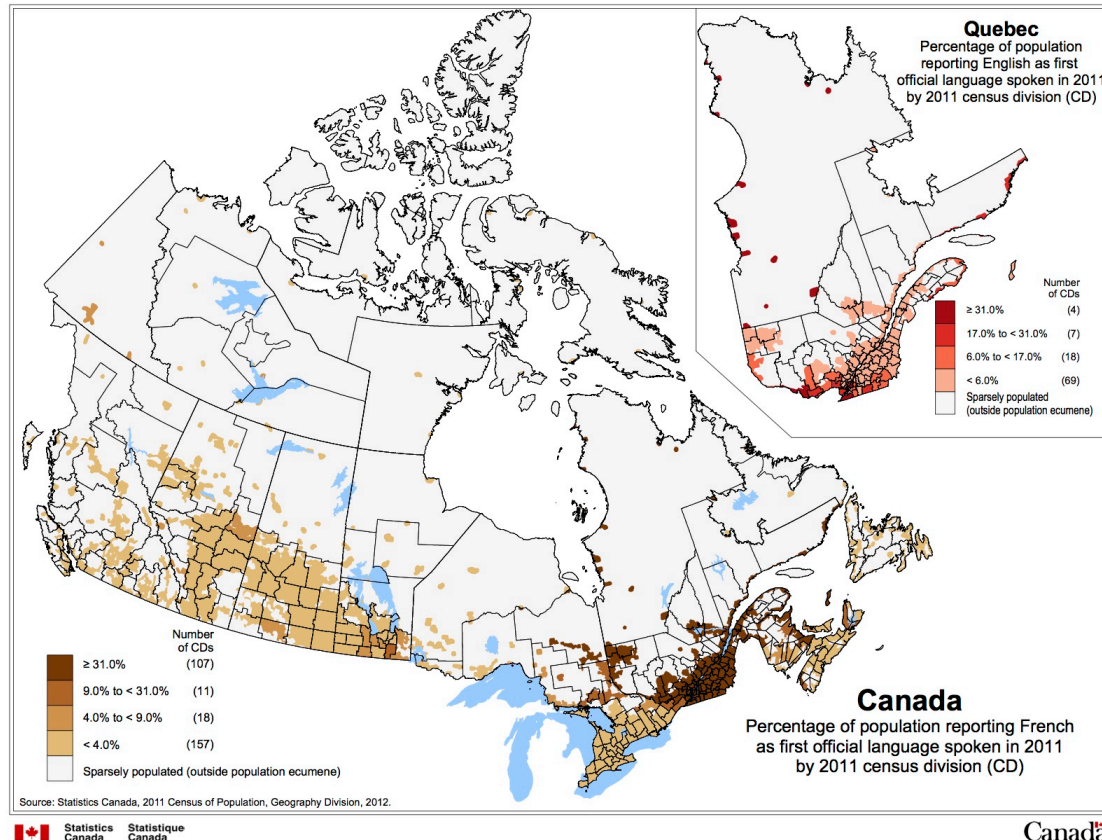 Quebec
Percentage of population
reporting English as first
official language spoken in 2011
by 2011 census division (CD)
Number
of CDs
≥ 31.0% (4)
17.0% to < 31.0% (7)
6.0% to < 17.0% (18)
< 6.0% (69)
Sparsely populated
(outside population ecumene)
Number
of CDs
≥ 31.0% (107)
9.0% to < 31.0% (11)
4.0% to < 9.0% (18)
< 4.0% (157)
Sparsely populated (outside population ecumene)
Canada
Percentage of population reporting French
as first official language spoken in 2011
by 2011 census division (CD)
Source: Statistics Canada, 2011 Census of Population, Geography Division, 2012.
Statistics Statistique
Canada Canada
Canada